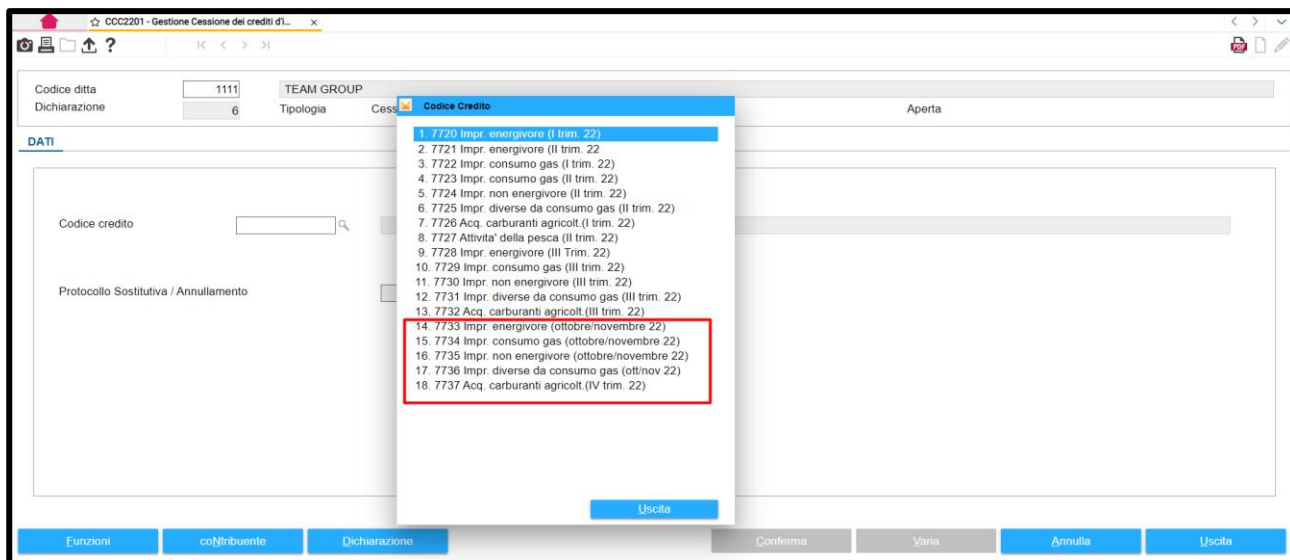 CCC2201 - Gestione Cessione dei crediti d'i...
Codice ditta 1111 TEAM GROUP
Dichiarazione 6 Tipologia Cess Aperta
DATI
Codice credito
Protocollo Sostitutiva / Annullamento
Codice Credito
1. 7720 Impr. energivore (I trim. 22)
2. 7721 Impr. energivore (II trim. 22
3. 7722 Impr. consumo gas (I trim. 22)
4. 7723 Impr. consumo gas (II trim. 22)
5. 7724 Impr. non energivore (II trim. 22)
6. 7725 Impr. diverse da consumo gas (II trim. 22)
7. 7726 Acq. carburanti agricolt.(I trim. 22)
8. 7727 Attivita' della pesca (II trim. 22)
9. 7728 Impr. energivore (III Trim. 22)
10. 7729 Impr. consumo gas (III trim. 22)
11. 7730 Impr. non energivore (III trim. 22)
12. 7731 Impr. diverse da consumo gas (III trim. 22)
13. 7732 Acq. carburanti agricolt.(III trim. 22)
14. 7733 Impr. energivore (ottobre/novembre 22)
15. 7734 Impr. consumo gas (ottobre/novembre 22)
16. 7735 Impr. non energivore (ottobre/novembre 22)
17. 7736 Impr. diverse da consumo gas (ott/nov 22)
18. 7737 Acq. carburanti agricolt.(IV trim. 22)
Uscita
Funzioni coNtribuente Dichiarazione Conferma Varia Annulla Uscita
PDF